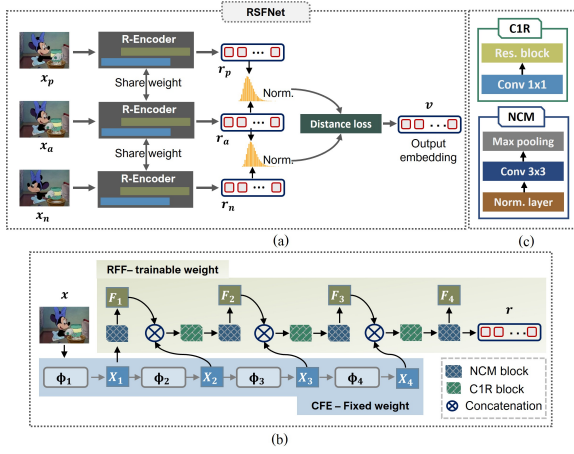 RSFNet
R-Encoder
x_p
r_p
Share weight
Norm.
R-Encoder
x_a
r_a
Distance loss
v
Output
embedding
Share weight
Norm.
R-Encoder
x_n
r_n
(a)
C1R
Res. block
Conv 1x1
NCM
Max pooling
Conv 3x3
Norm. layer
(c)
RFF– trainable weight
x
F_1
F_2
F_3
F_4
r
ϕ_1
X_1
ϕ_2
X_2
ϕ_3
X_3
ϕ_4
X_4
CFE – Fixed weight
NCM block
C1R block
Concatenation
(b)